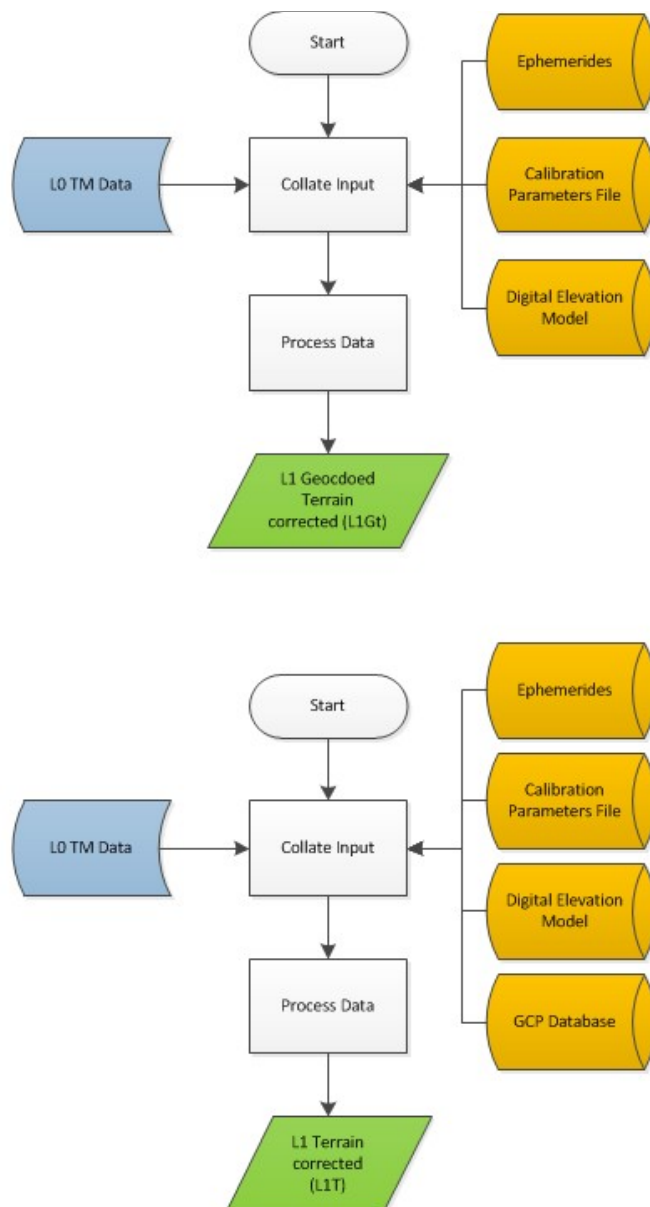 Start
Ephemerides
L0 TM Data
Collate Input
Calibration
Parameters File
Digital Elevation
Model
Process Data
L1 Geocdoed
Terrain
corrected (L1Gt)
Start
Ephemerides
Calibration
Parameters File
L0 TM Data
Collate Input
Digital Elevation
Model
Process Data
GCP Database
L1 Terrain
corrected
(L1T)